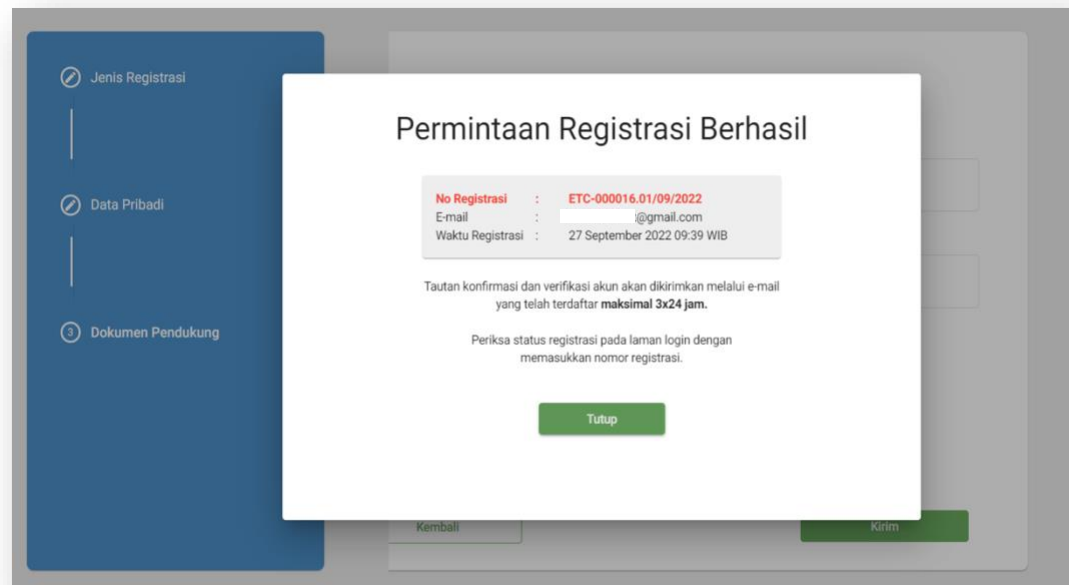 Jenis Registrasi
Data Pribadi
3 Dokumen Pendukung
Permintaan Registrasi Berhasil
No Registrasi : ETC-000016.01/09/2022
E-mail : @gmail.com
Waktu Registrasi : 27 September 2022 09:39 WIB
Tautan konfirmasi dan verifikasi akun akan dikirimkan melalui e-mail
yang telah terdaftar maksimal 3x24 jam.
Periksa status registrasi pada laman login dengan
memasukkan nomor registrasi.
Tutup
Kembali
Kirim